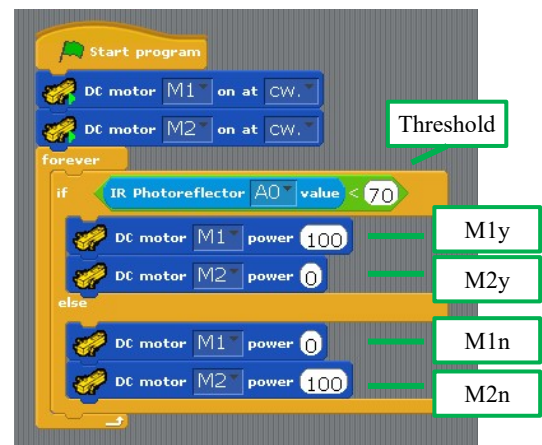 Start program
DC motor M1 on at cw.
DC motor M2 on at cw.
Threshold
forever
if IR Photoreflector A0 value < 70
DC motor M1 power 100
M1y
DC motor M2 power 0
M2y
else
DC motor M1 power 0
M1n
DC motor M2 power 100
M2n